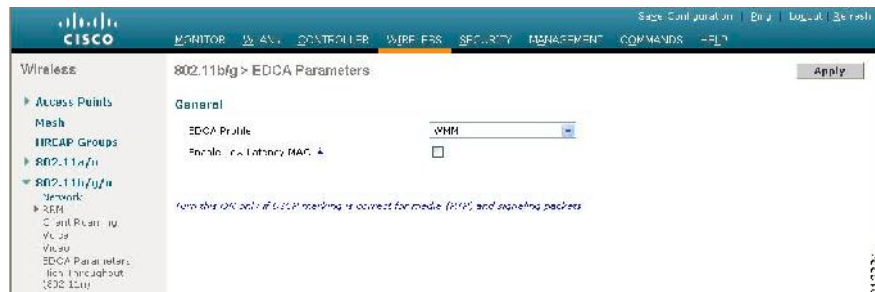 Save Configuration | Ping | Logout | Refresh
CISCO
MONITOR WLANs CONTROLLER WIRELESS SECURITY MANAGEMENT COMMANDS HELP
Wireless
802.11b/g > EDCA Parameters
Apply
Access Points
Mesh
HREAP Groups
802.11a/n
802.11b/g/n
Network
RRM
Client Roaming
Voice
Video
EDCA Parameters
High Throughput
(802.11n)
General
EDCA Profile
WMM
Enable Low Latency MAC
Turn this ON only if DSCP marking is correct for media (RTP) and signaling packets